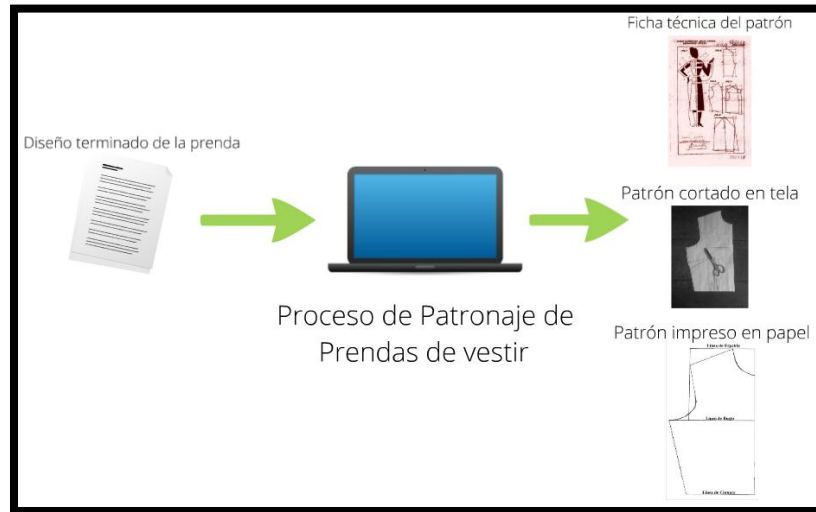 Ficha técnica del patrón
Diseño terminado de la prenda
Patrón cortado en tela
Proceso de Patronaje de
Prendas de vestir
Patrón impreso en papel
Línea de Espalda
Línea de Busto
Línea de Cintura